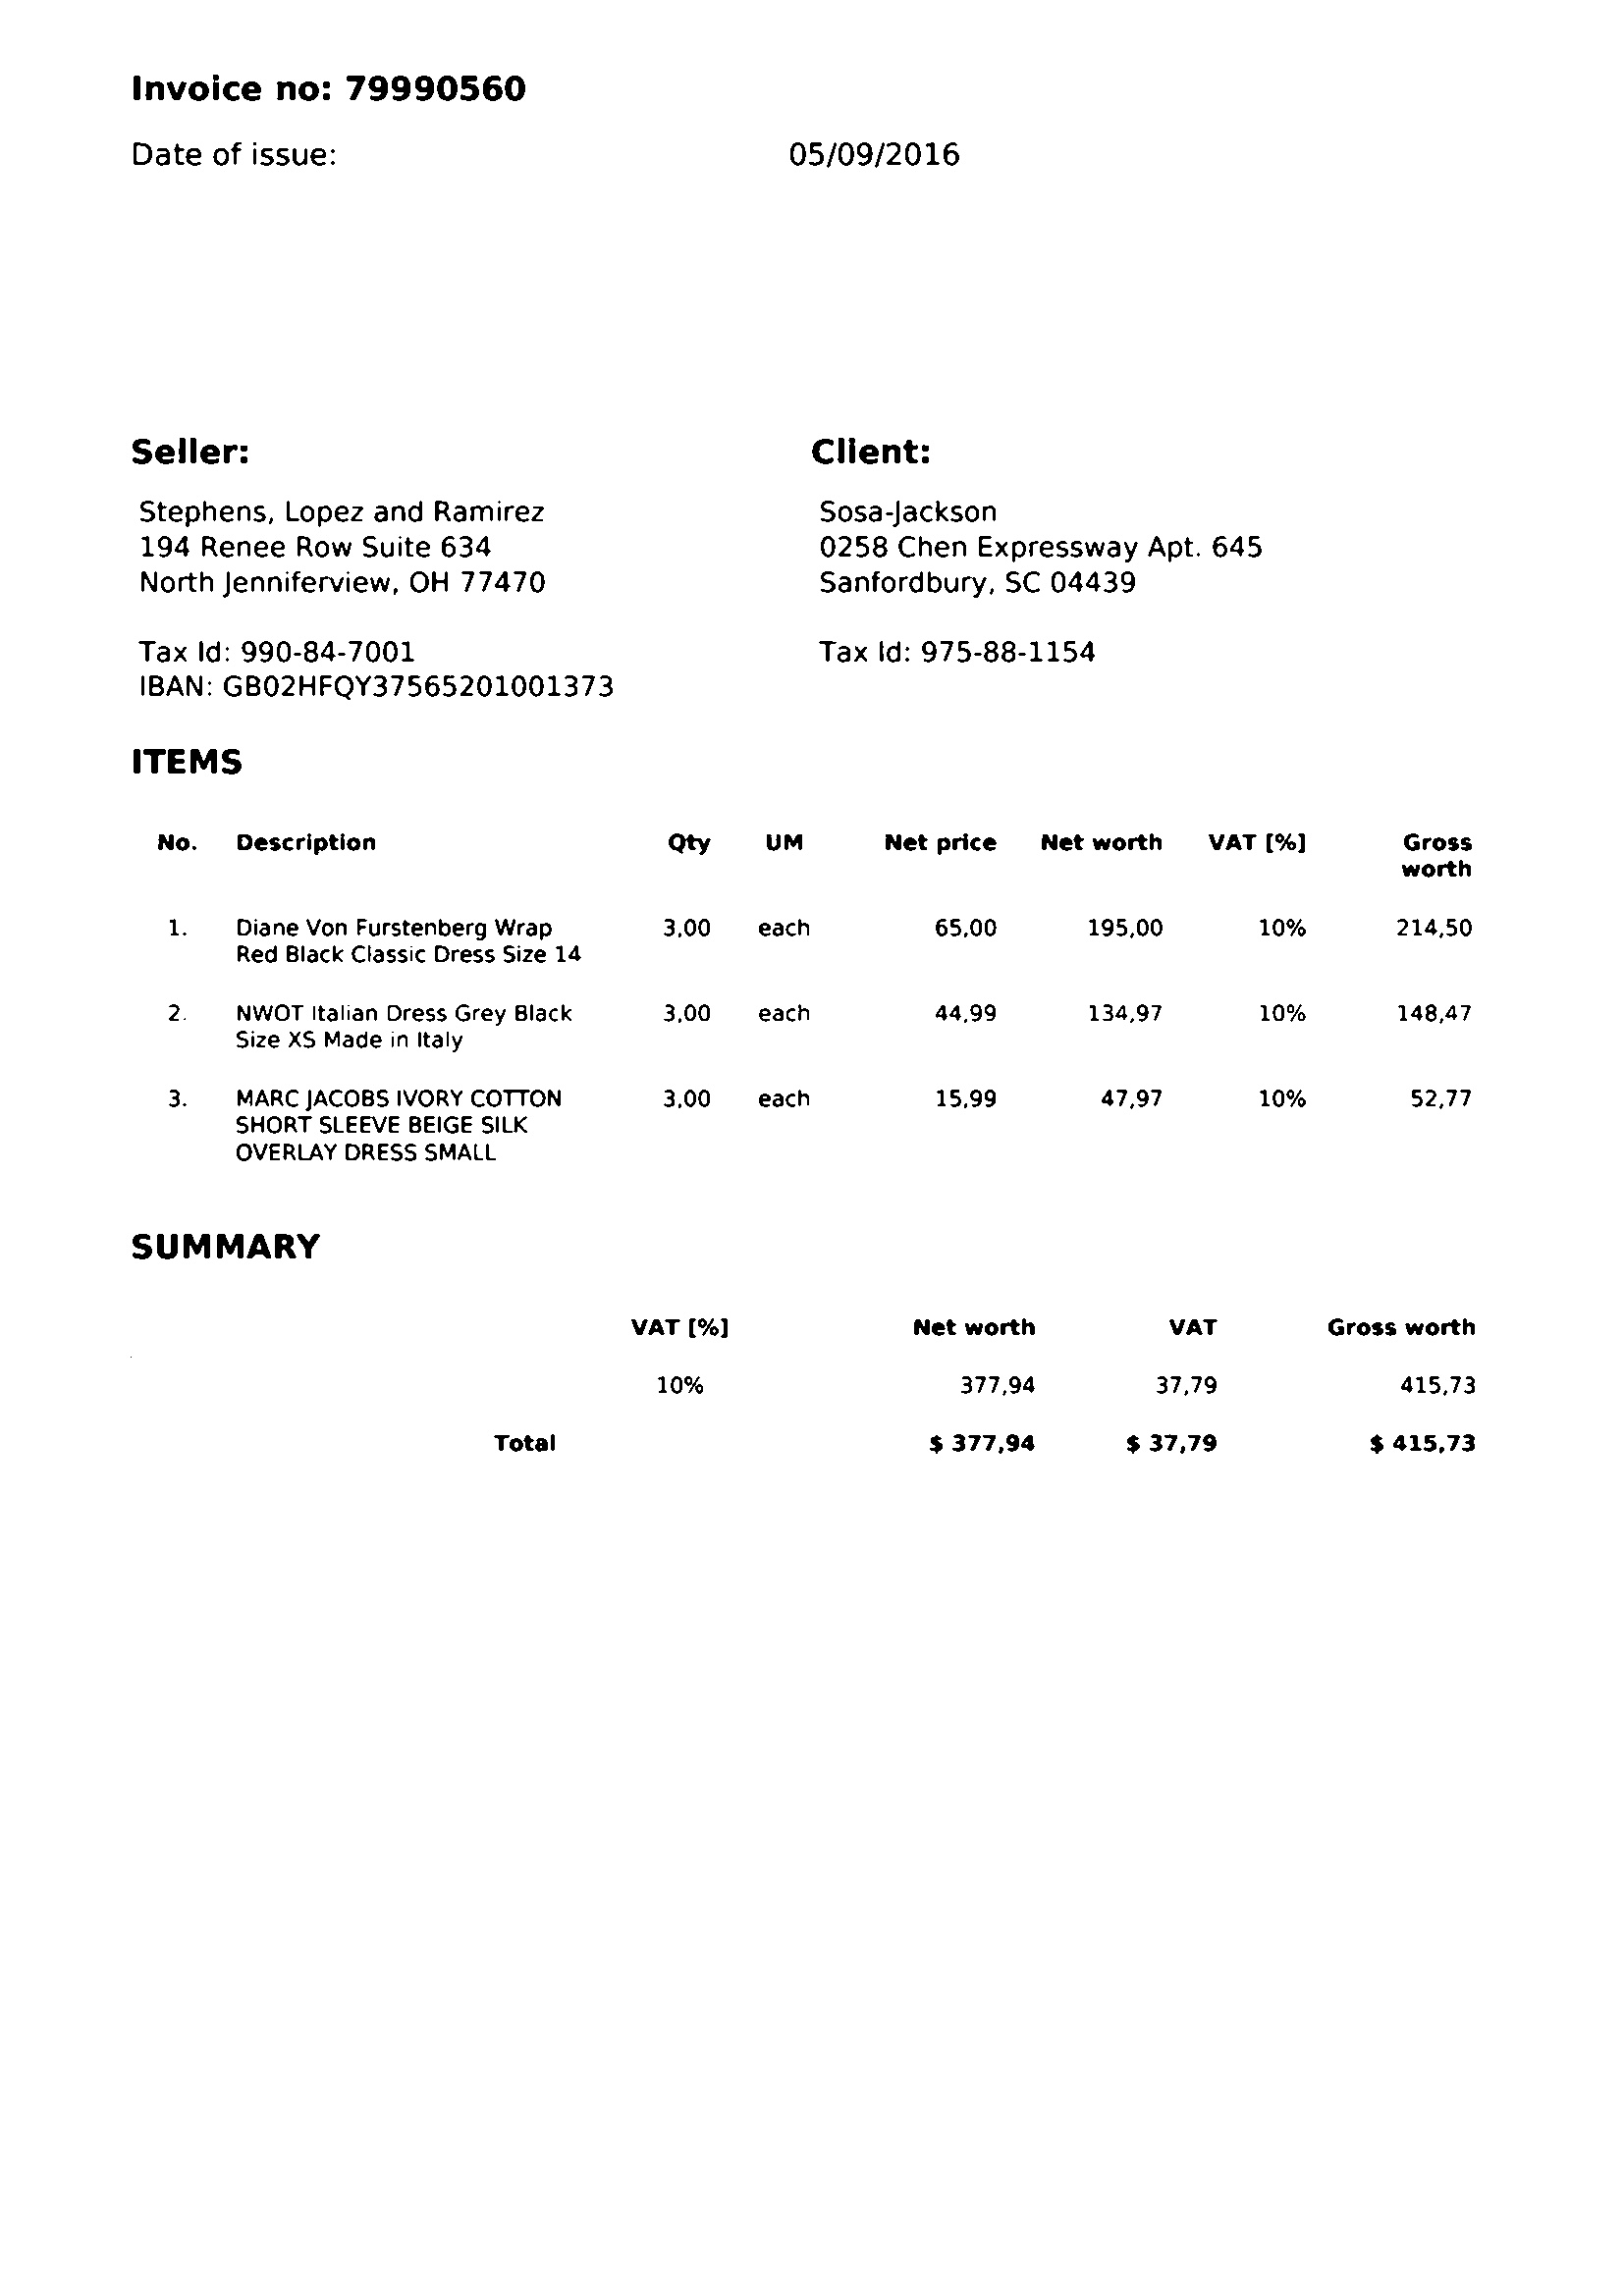 Invoice no: 79990560
Date of issue: 05/09/2016
Seller: Client:
Stephens, Lopez and Ramirez Sosa-Jackson
194 Renee Row Suite 634 0258 Chen Expressway Apt. 645
North Jenniferview, OH 77470 Sanfordbury, SC 04439
Tax Id: 990-84-7001 Tax Id: 975-88-1154
IBAN: GB02HFQY37565201001373
ITEMS
No. Description Qty UM Net price Net worth VAT [%] Gross
worth
1. Diane Von Furstenberg Wrap 3,00 each 65,00 195,00 10% 214,50
Red Black Classic Dress Size 14
2. NWOT Italian Dress Grey Black 3,00 each 44,99 134,97 10% 148,47
Size XS Made in Italy
3. MARC JACOBS IVORY COTTON 3,00 each 15,99 47,97 10% 52,77
SHORT SLEEVE BEIGE SILK
OVERLAY DRESS SMALL
SUMMARY
VAT [%] Net worth VAT Gross worth
10% 377,94 37,79 415,73
Total $ 377,94 $ 37,79 $ 415,73